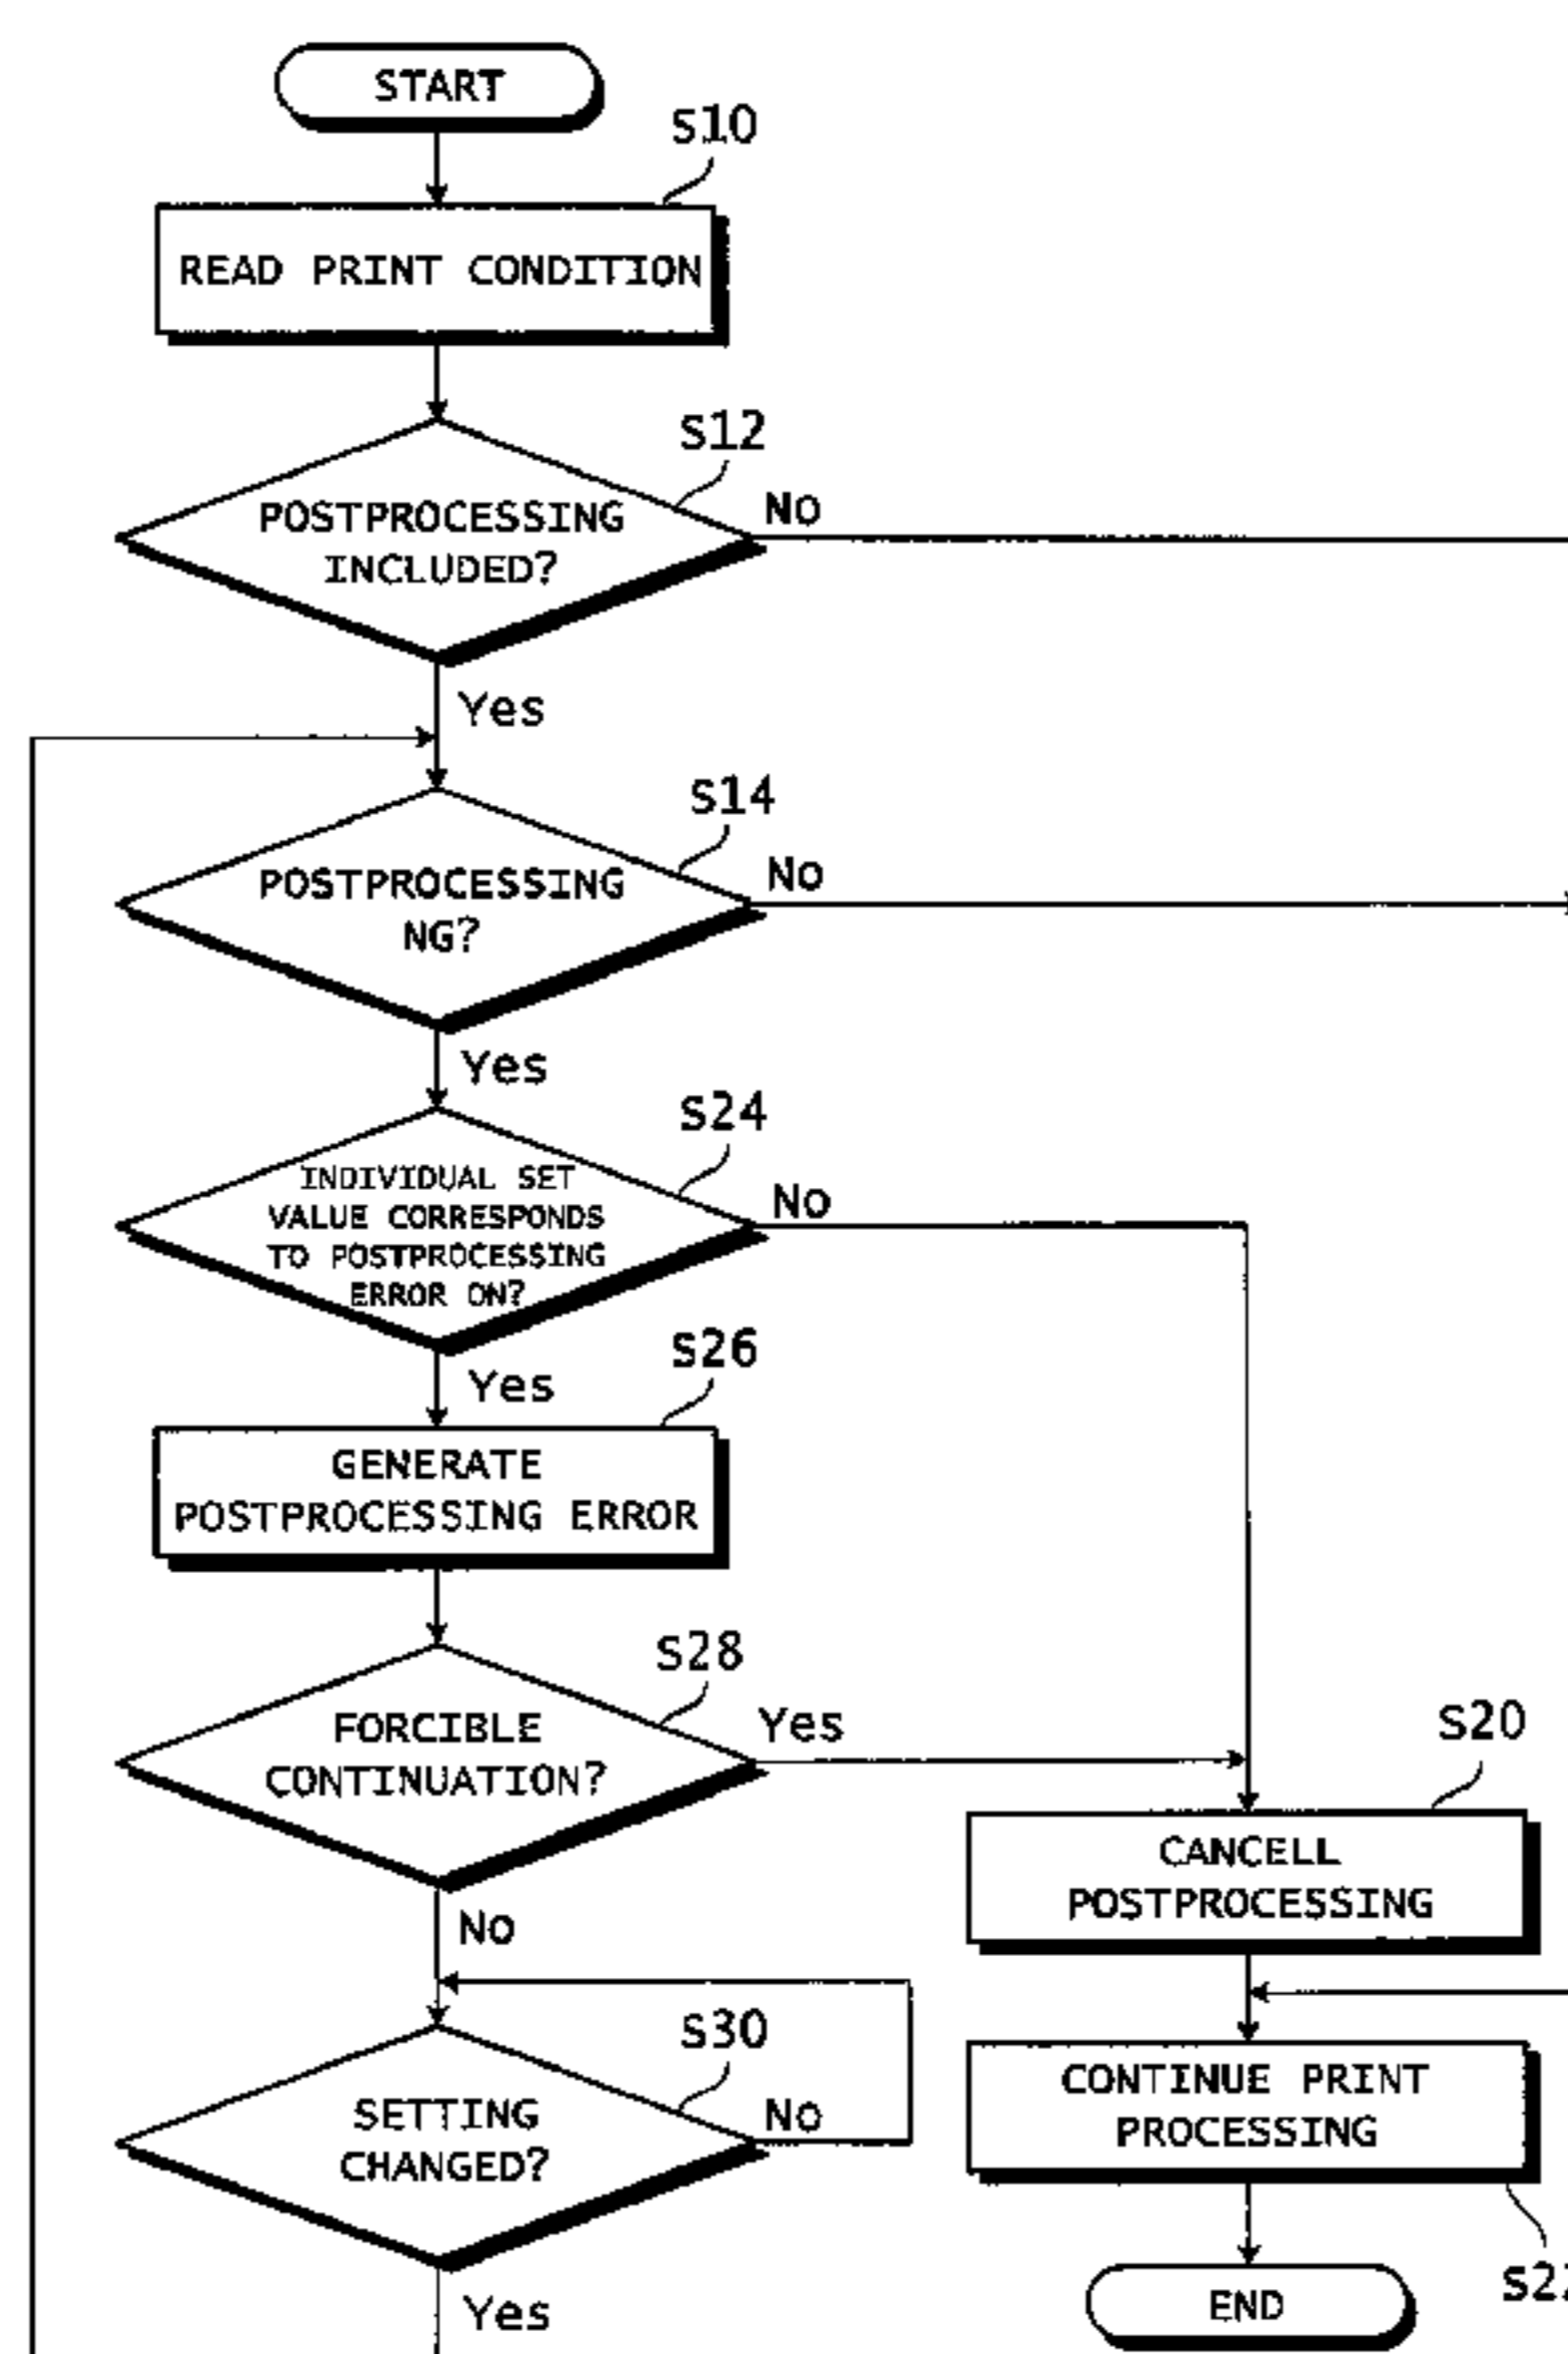 START
S10
READ PRINT CONDITION
S12
POSTPROCESSING
INCLUDED?
No
Yes
S14
POSTPROCESSING
NG?
No
Yes
S24
INDIVIDUAL SET
VALUE CORRESPONDS
TO POSTPROCESSING
ERROR ON?
No
Yes
S26
GENERATE
POSTPROCESSING ERROR
S28
FORCIBLE
CONTINUATION?
Yes
No
S20
CANCELL
POSTPROCESSING
S30
SETTING
CHANGED?
No
Yes
CONTINUE PRINT
PROCESSING
END